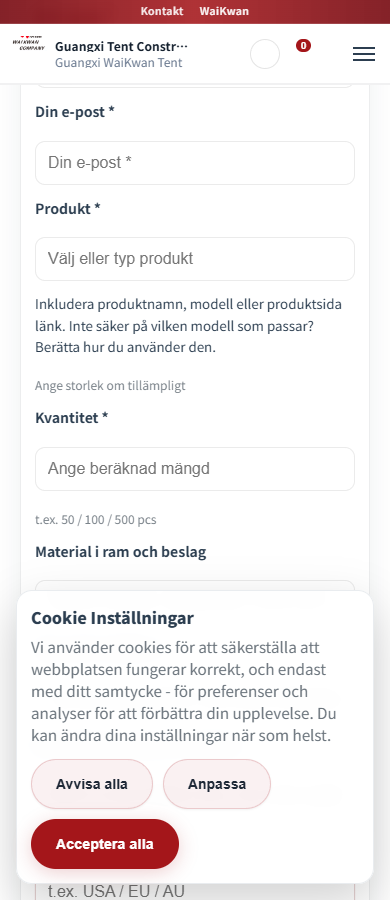 Kontakt WaiKwan
WAIKWAN
COMPANY
Guangxi Tent Constr…
Guangxi WaiKwan Tent
0
Din e-post *
Din e-post *
Produkt *
Välj eller typ produkt
Inkludera produktnamn, modell eller produktsida
länk. Inte säker på vilken modell som passar?
Berätta hur du använder den.
Ange storlek om tillämpligt
Kvantitet *
Ange beräknad mängd
t.ex. 50 / 100 / 500 pcs
Material i ram och beslag
Cookie Inställningar
Vi använder cookies för att säkerställa att
webbplatsen fungerar korrekt, och endast
med ditt samtycke - för preferenser och
analyser för att förbättra din upplevelse. Du
kan ändra dina inställningar när som helst.
Avvisa alla
Anpassa
Acceptera alla
t.ex. USA / EU / AU